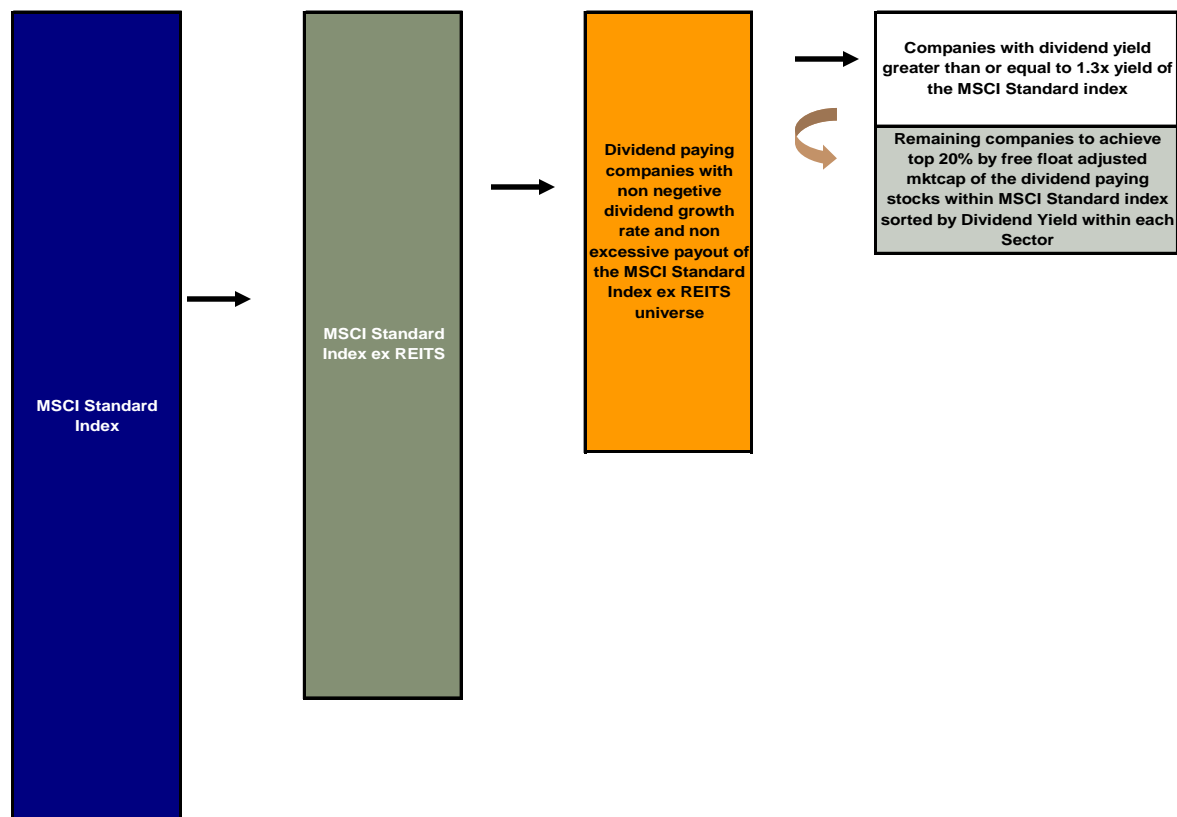 MSCI Standard
Index
MSCI Standard
Index ex REITS
Dividend paying
companies with
non negetive
dividend growth
rate and non
excessive payout of
the MSCI Standard
Index ex REITS
universe
Companies with dividend yield
greater than or equal to 1.3x yield of
the MSCI Standard index
Remaining companies to achieve
top 20% by free float adjusted
mktcap of the dividend paying
stocks within MSCI Standard index
sorted by Dividend Yield within each
Sector